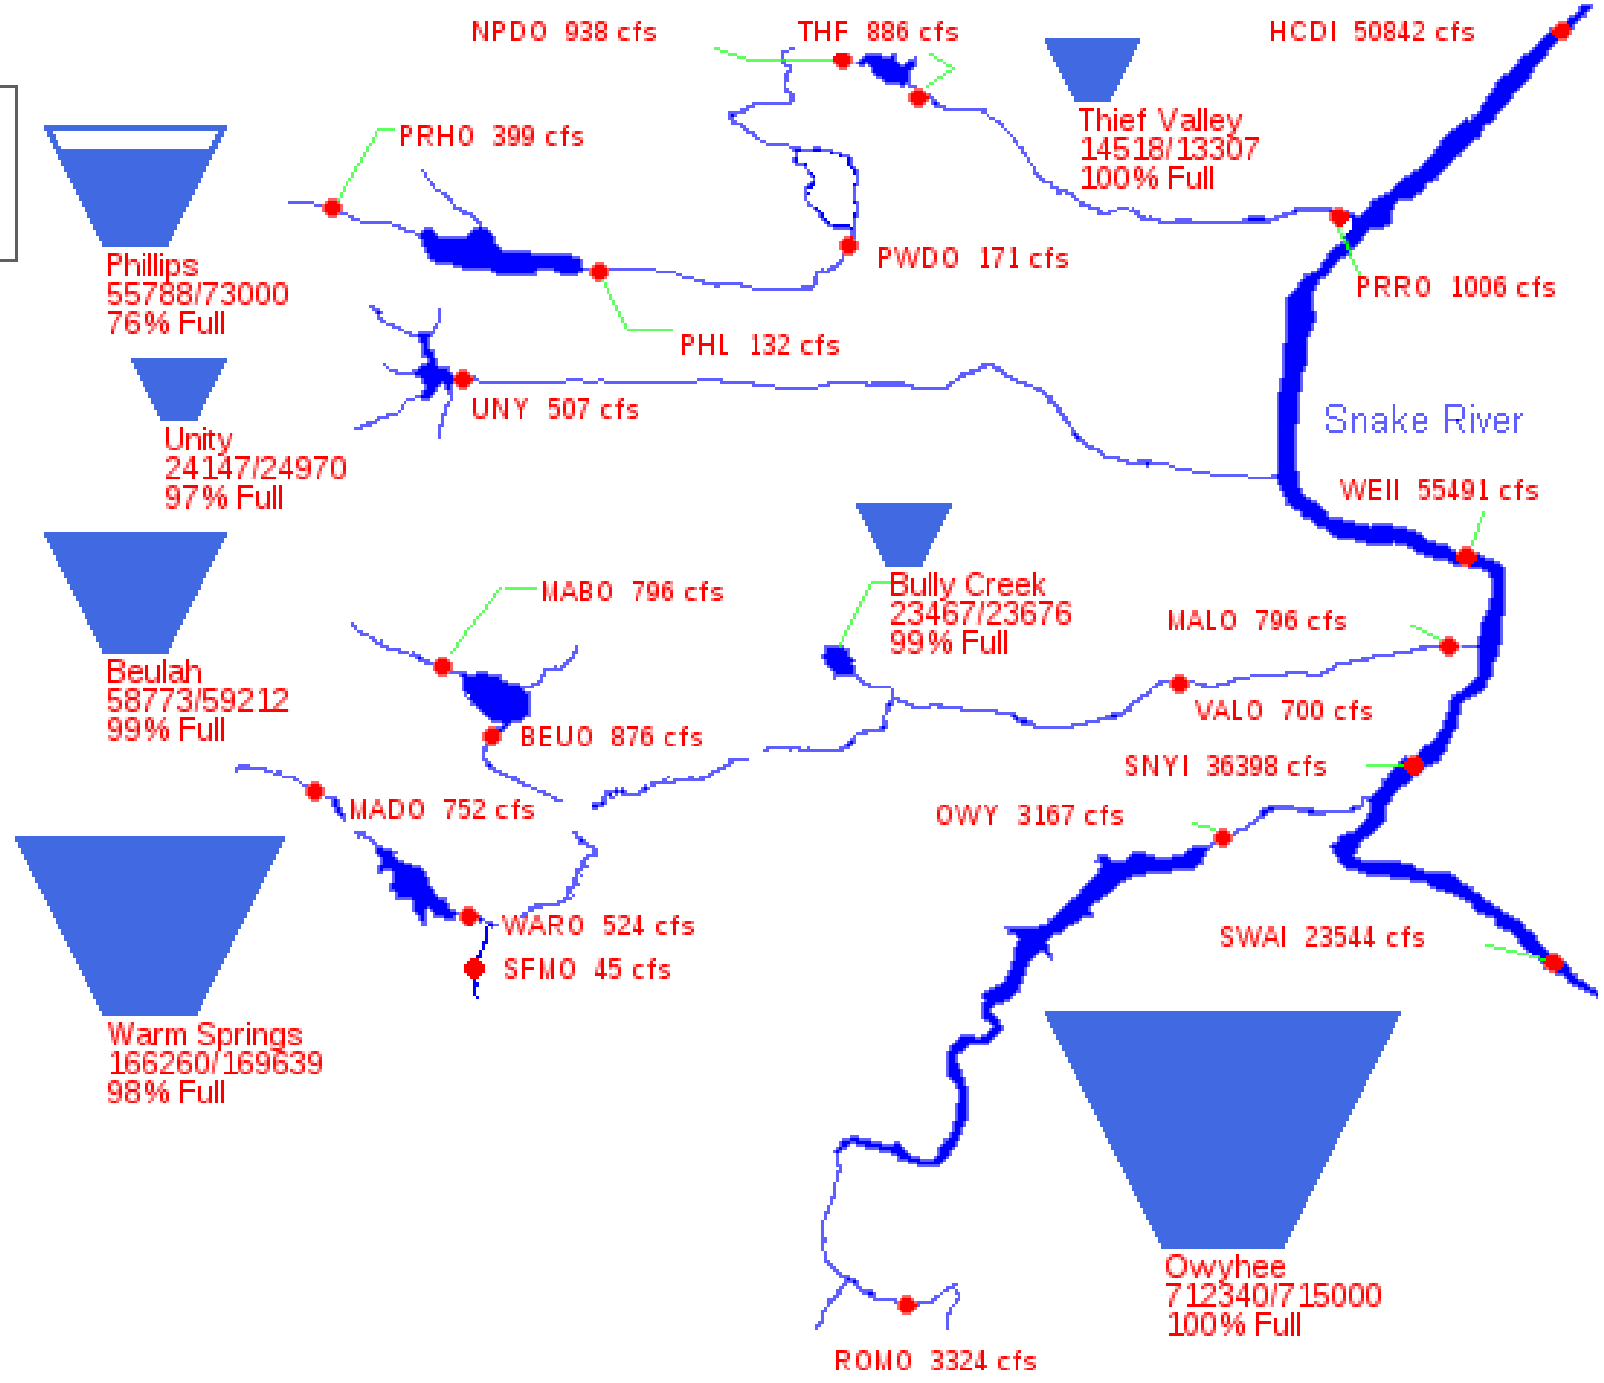 NPDO 938 cfs
THF 886 cfs
HCDI 50842 cfs
Thief Valley
14518/13307
100% Full
PRHO 399 cfs
Phillips
55788/73000
76% Full
PWDO 171 cfs
PRRO 1006 cfs
PHL 132 cfs
UNY 507 cfs
Unity
24147/24970
97% Full
Snake River
WEII 55491 cfs
Beulah
58773/59212
99% Full
MABO 796 cfs
Bully Creek
23467/23676
99% Full
MALO 796 cfs
VALO 700 cfs
BEUO 876 cfs
SNYI 36398 cfs
MADO 752 cfs
OWY 3167 cfs
WARO 524 cfs
SFMO 45 cfs
SWAI 23544 cfs
Warm Springs
166260/169639
98% Full
Owyhee
712340/715000
100% Full
ROMO 3324 cfs